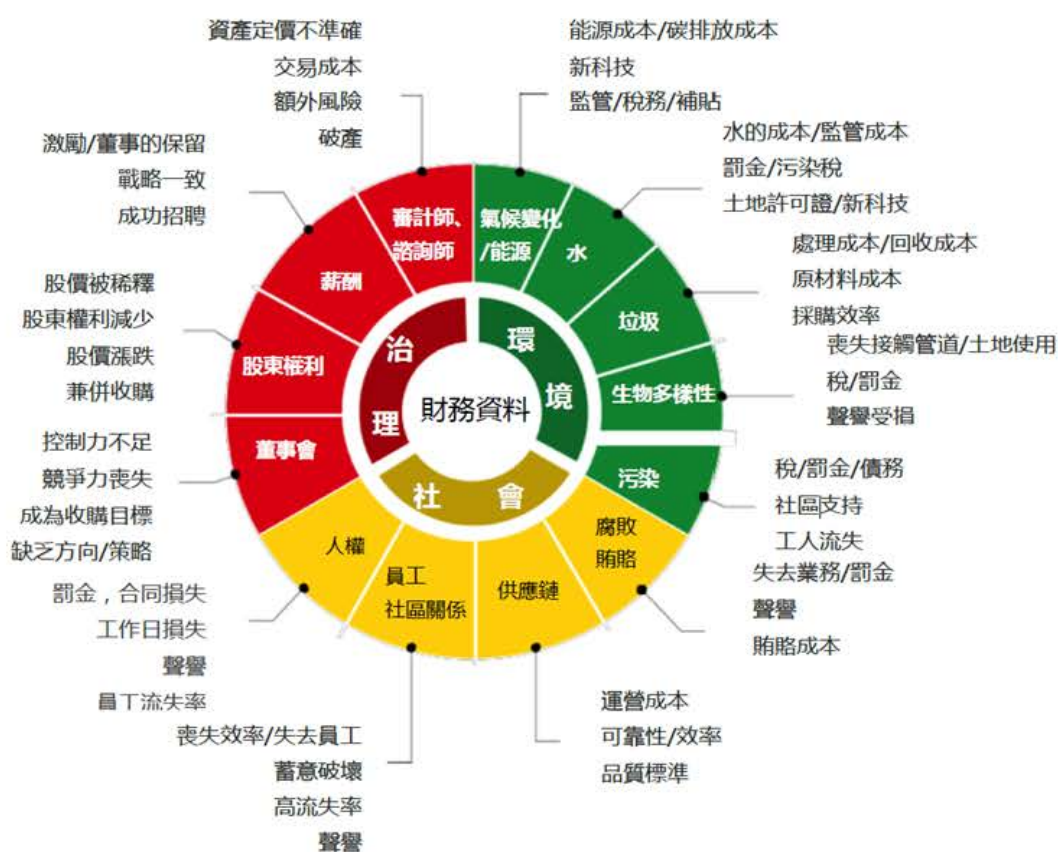 資產定價不準確
交易成本
額外風險
破產
能源成本/碳排放成本
新科技
監管/稅務/補貼
激勵/董事的保留
戰略一致
成功招聘
水的成本/監管成本
罰金/污染稅
土地許可證/新科技
處理成本/回收成本
原材料成本
採購效率
股價被稀釋
股東權利減少
股價漲跌
兼併收購
喪失接觸管道/土地使用
稅/罰金
聲譽受損
控制力不足
競爭力喪失
成為收購目標
缺乏方向/策略
稅/罰金/債務
社區支持
工人流失
罰金，合同損失
工作日損失
聲譽
員工流失率
失去業務/罰金
聲譽
賄賂成本
喪失效率/失去員工
蓄意破壞
高流失率
聲譽
運營成本
可靠性/效率
品質標準
審計師、
諮詢師
氣候變化
/能源
水
垃圾
生物多樣性
污染
腐敗
賄賂
供應鏈
員工
社區關係
人權
董事會
股東權利
薪酬
治理
環境
社會
財務資料